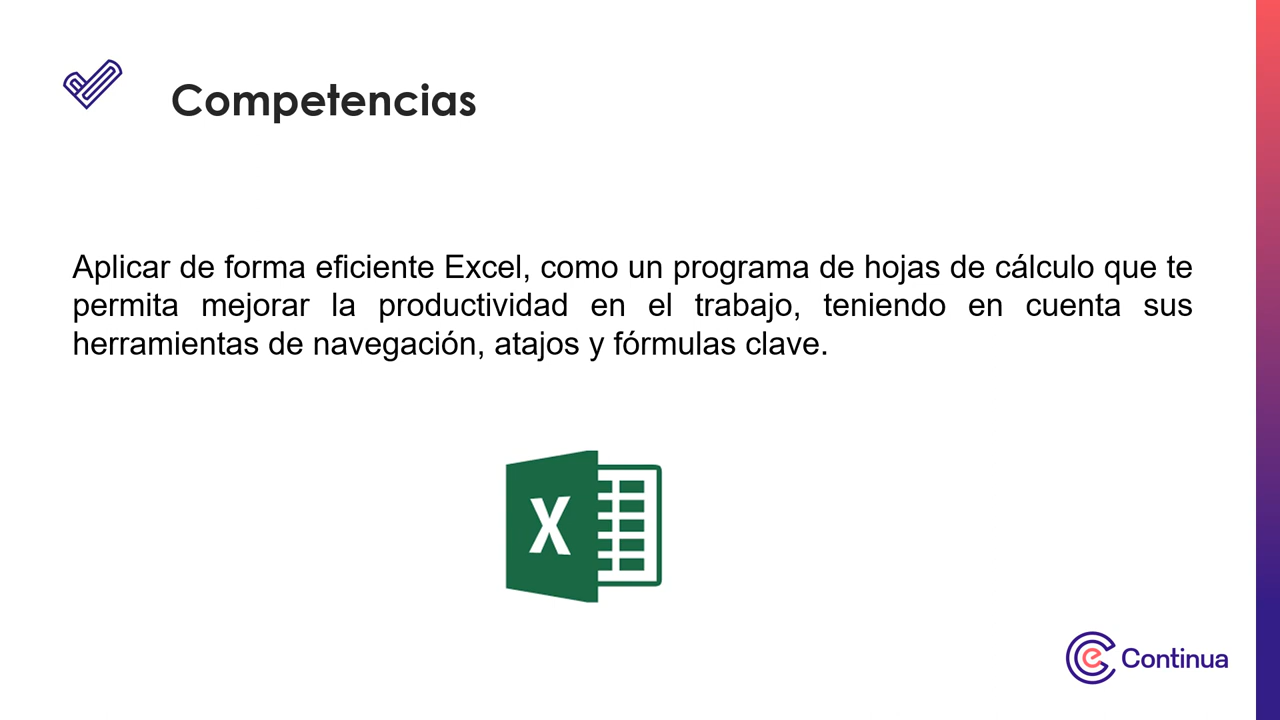 Competencias
Aplicar de forma eficiente Excel, como un programa de hojas de cálculo que te
permita mejorar la productividad en el trabajo, teniendo en cuenta sus
herramientas de navegación, atajos y fórmulas clave.
X
e Continua